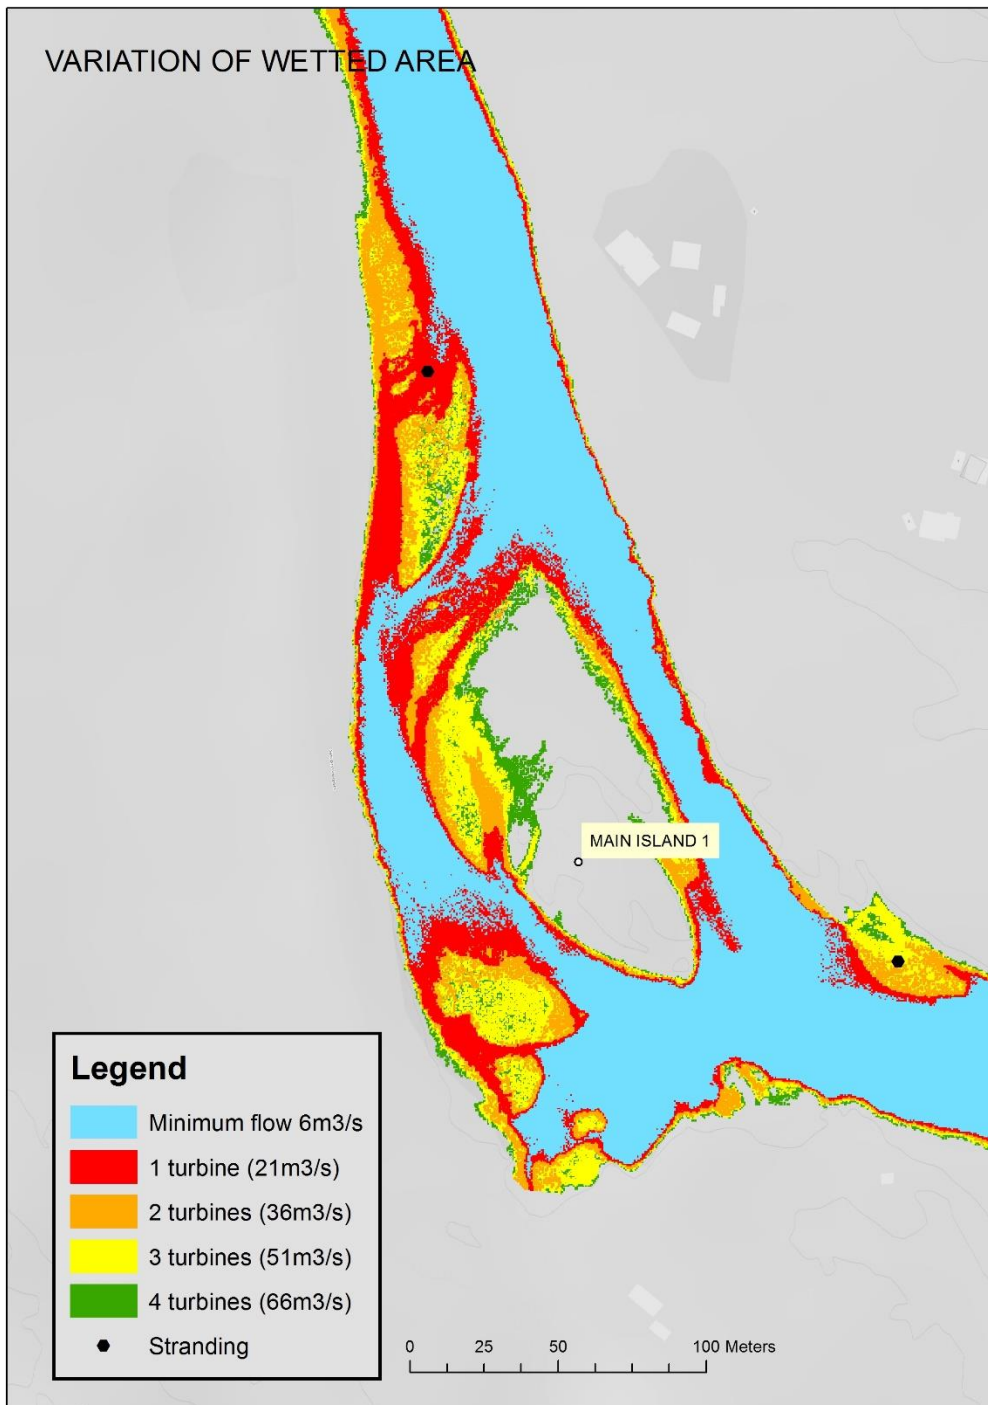 VARIATION OF WETTED AREA
MAIN ISLAND 1
Legend
Minimum flow 6m3/s
1 turbine (21m3/s)
2 turbines (36m3/s)
3 turbines (51m3/s)
4 turbines (66m3/s)
Stranding
0 25 50 100 Meters